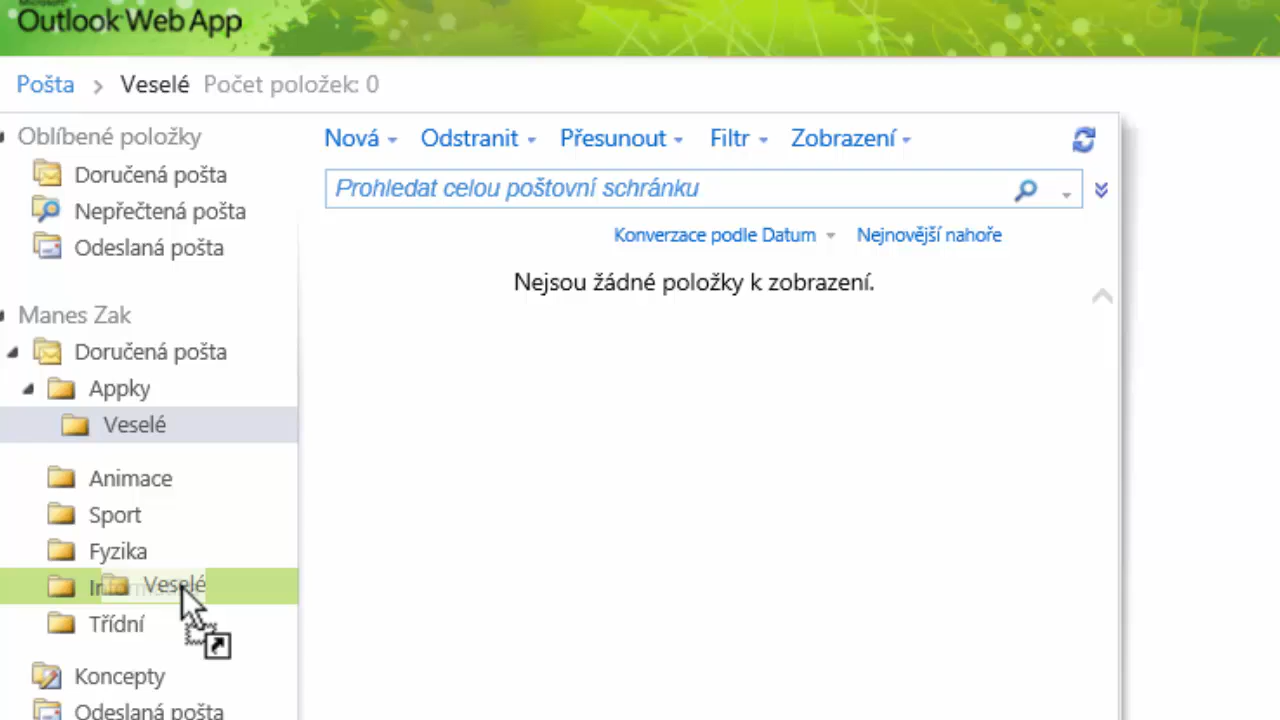 Outlook Web App
Pošta > Veselé Počet položek: 0
Oblíbené položky
Doručená pošta
Nepřečtená pošta
Odeslaná pošta
Manes Zak
Doručená pošta
Appky
Veselé
Animace
Sport
Fyzika
Veselé
Třídní
Koncepty
Odeslaná pošta
Nová Odstranit Přesunout Filtr Zobrazení
Prohledat celou poštovní schránku
Konverzace podle Datum Nejnovější nahoře
Nejsou žádné položky k zobrazení.